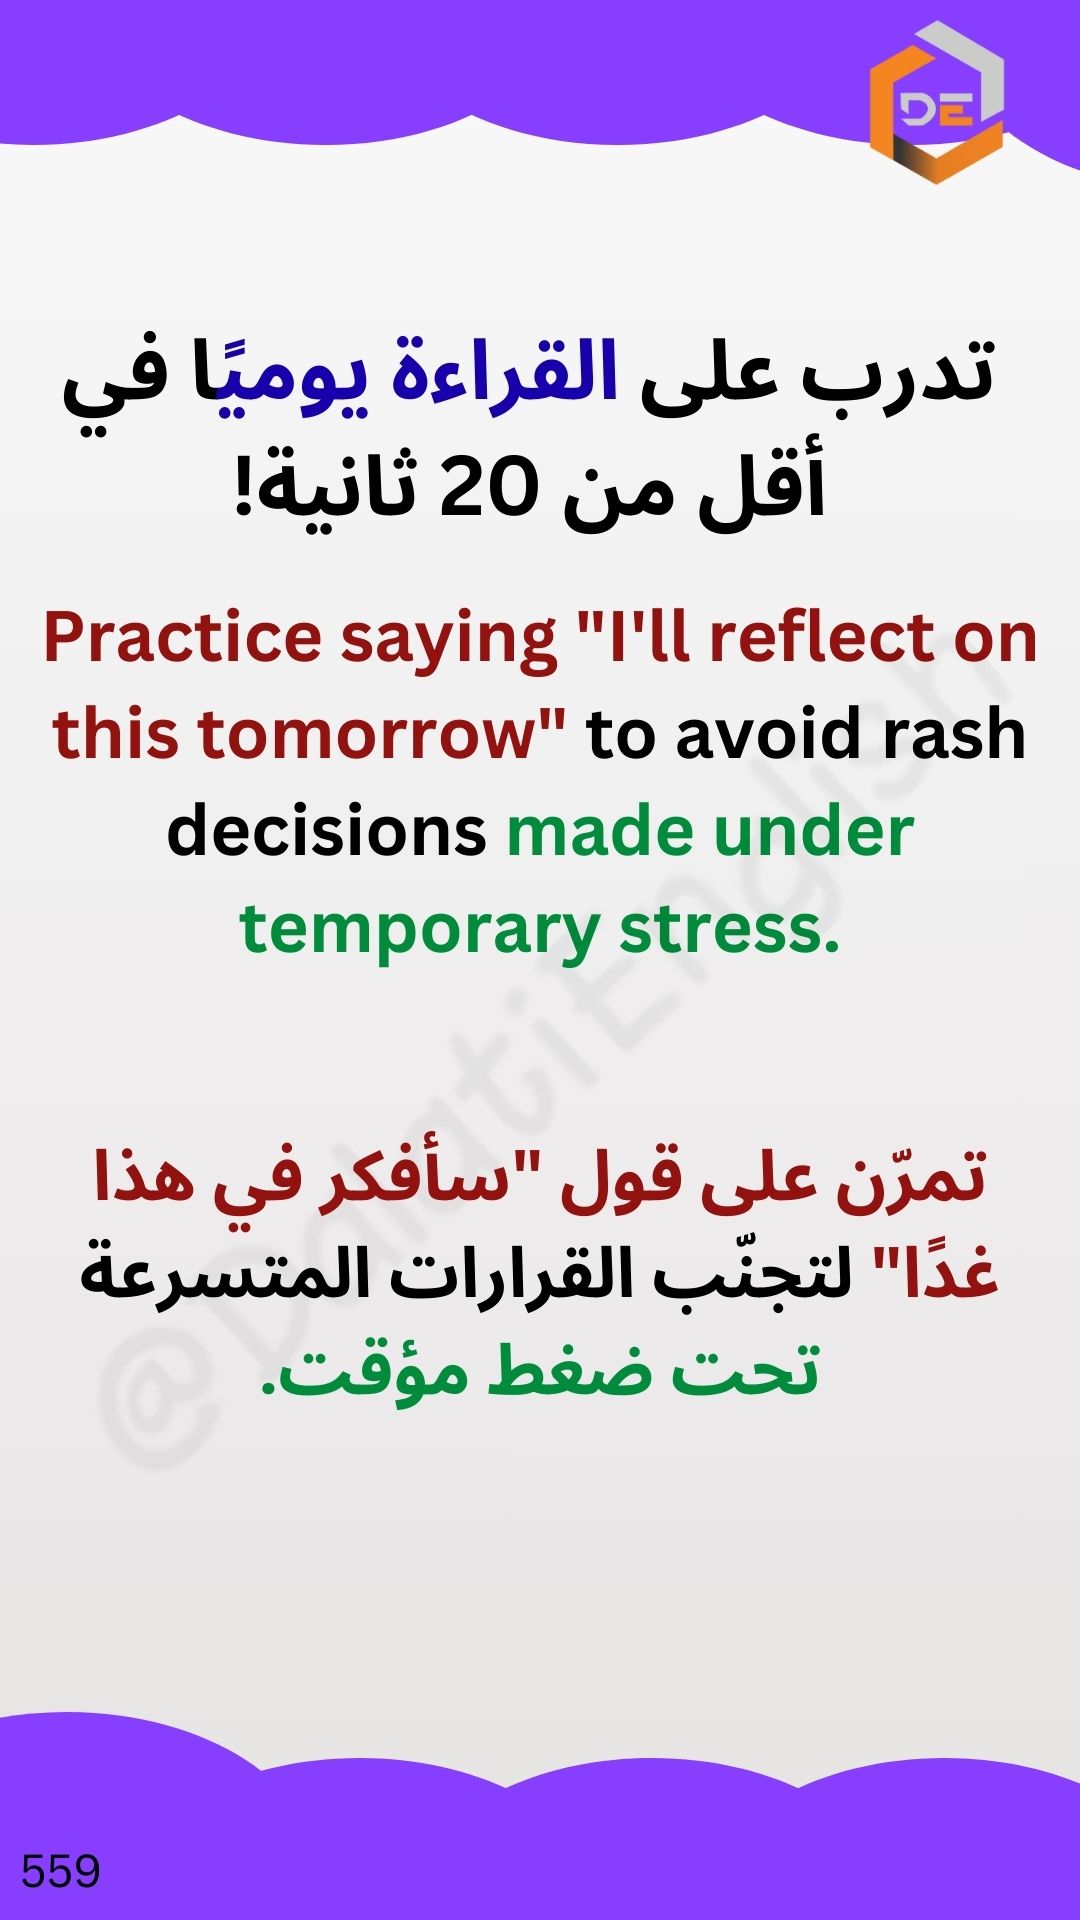 DE
تدرب على القراءة يوميًا في
أقل من 20 ثانية!
Practice saying "I'll reflect on
this tomorrow" to avoid rash
decisions made under
temporary stress.
تمرّن على قول "سأفكر في هذا
غدًا" لتجنّب القرارات المتسرعة
تحت ضغط مؤقت.
@DalatiEnglish
559